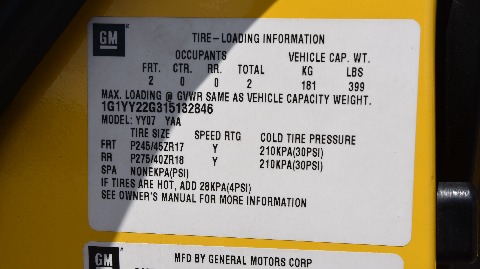 GM
TIRE-LOADING INFORMATION
OCCUPANTS VEHICLE CAP. WT.
FRT. CTR. RR. TOTAL KG LBS
2 0 0 2 181 399
MAX. LOADING @ GVWR SAME AS VEHICLE CAPACITY WEIGHT.
1G1YY22G315132846
MODEL: YY07 YAA
TIRE SIZE SPEED RTG COLD TIRE PRESSURE
FRT P245/45ZR17 Y 210KPA(30PSI)
RR P275/40ZR18 Y 210KPA(30PSI)
SPA NONEKPA(PSI)
IF TIRES ARE HOT, ADD 28KPA(4PSI)
SEE OWNER'S MANUAL FOR MORE INFORMATION
GM
MFD BY GENERAL MOTORS CORP